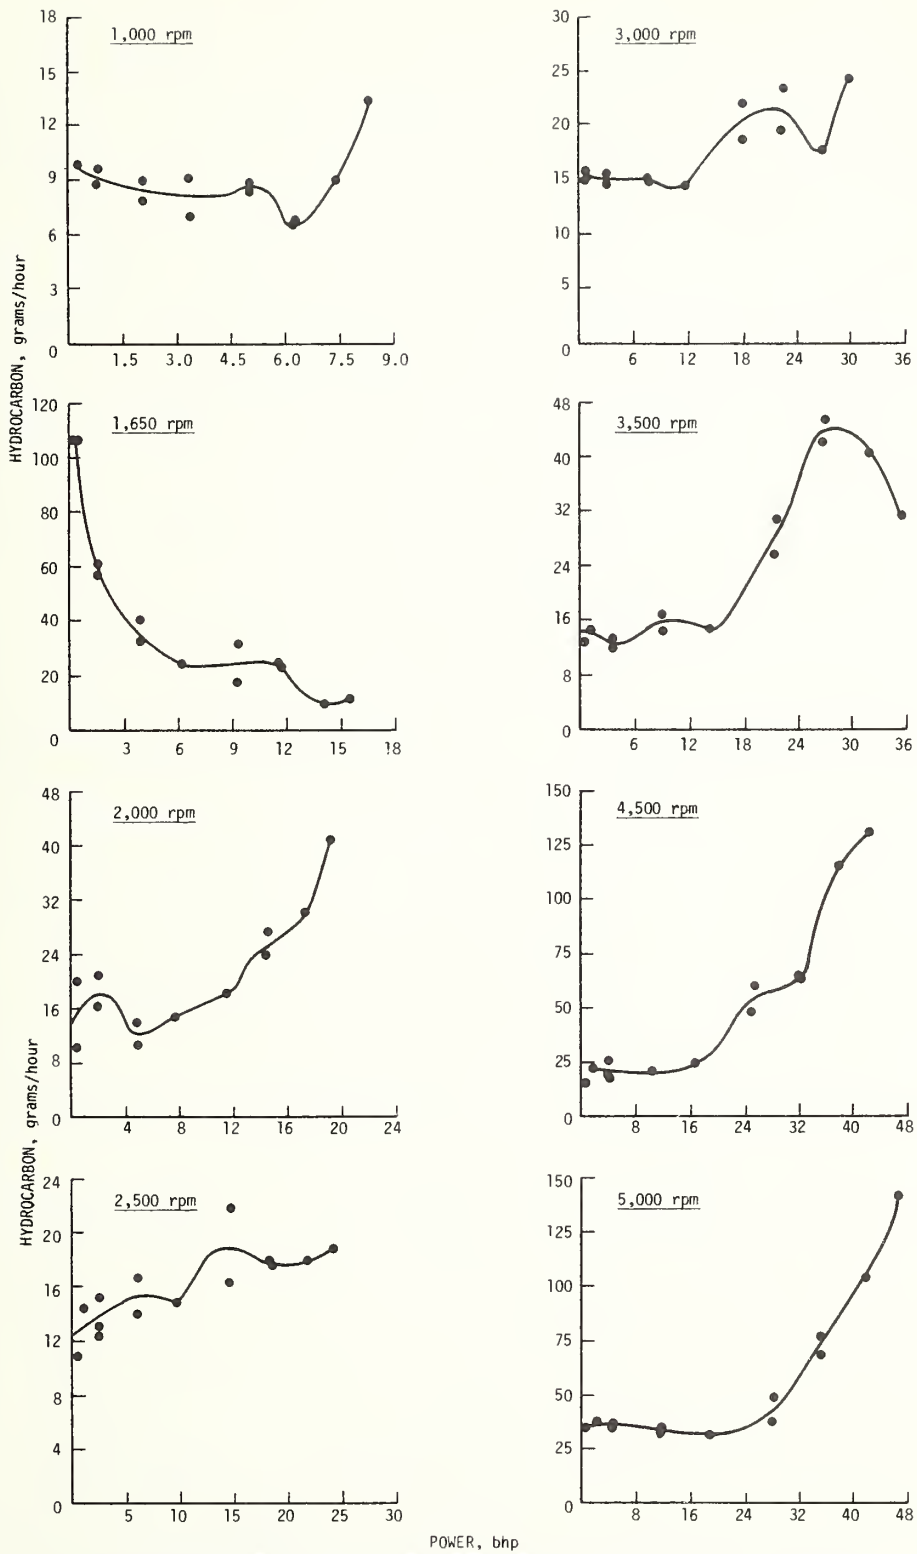 HYDROCARBON, grams/hour
1,000 rpm
18
15
12
9
6
3
0
1.5 3.0 4.5 6.0 7.5 9.0
3,000 rpm
30
25
20
15
10
5
0
6 12 18 24 30 36
1,650 rpm
120
100
80
60
40
20
0
3 6 9 12 15 18
3,500 rpm
48
40
32
24
16
8
0
6 12 18 24 30 36
HYDROCARBON, grams/hour
2,000 rpm
48
40
32
24
16
8
0
4 8 12 16 20 24
4,500 rpm
150
125
100
75
50
25
0
8 16 24 32 40 48
2,500 rpm
24
20
16
12
8
4
0
5 10 15 20 25 30
5,000 rpm
150
125
100
75
50
25
0
8 16 24 32 40 48
POWER, bhp